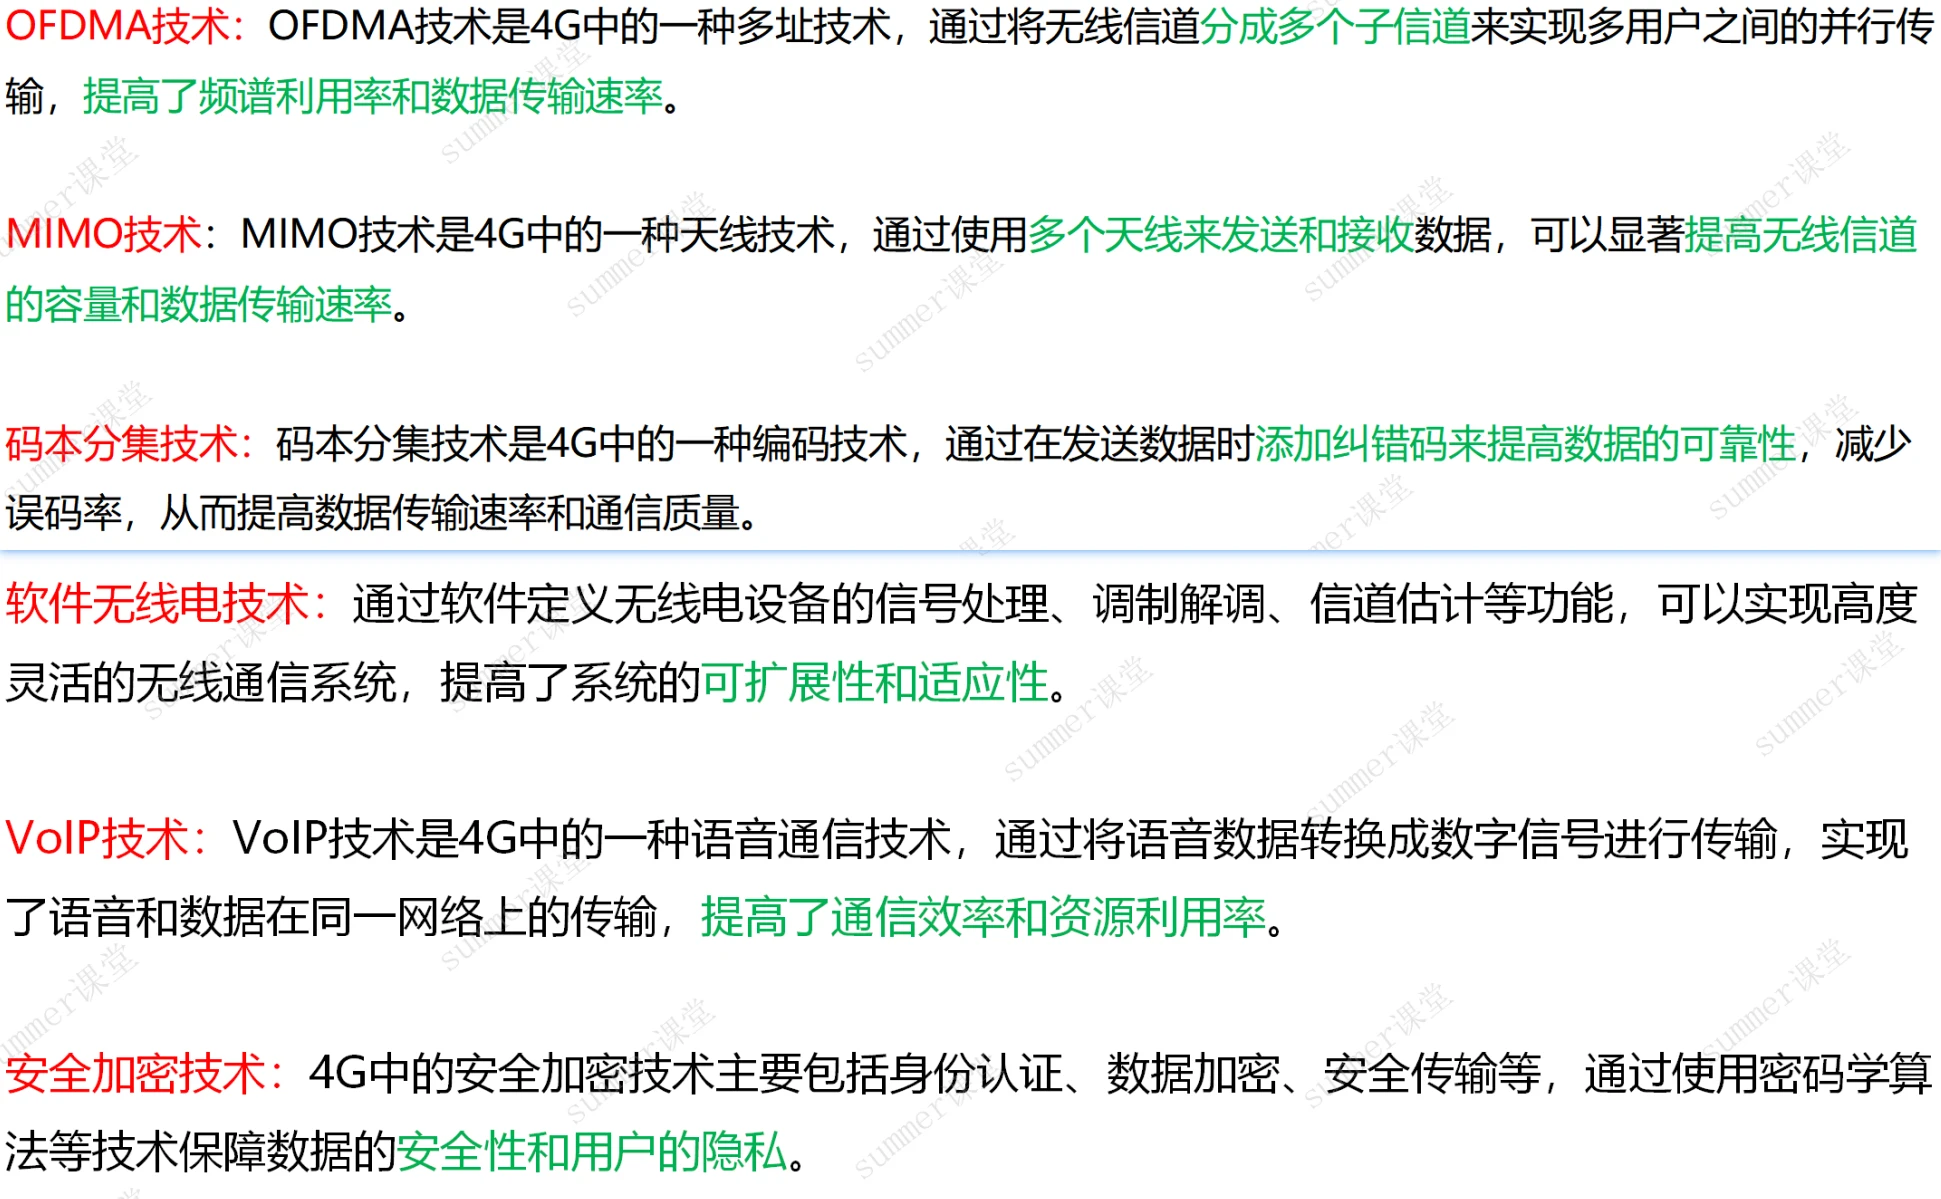 OFDMA技术：OFDMA技术是4G中的一种多址技术，通过将无线信道分成多个子信道来实现多用户之间的并行传
输，提高了频谱利用率和数据传输速率。
MIMO技术：MIMO技术是4G中的一种天线技术，通过使用多个天线来发送和接收数据，可以显著提高无线信道
的容量和数据传输速率。
码本分集技术：码本分集技术是4G中的一种编码技术，通过在发送数据时添加纠错码来提高数据的可靠性，减少
误码率，从而提高数据传输速率和通信质量。
软件无线电技术：通过软件定义无线电设备的信号处理、调制解调、信道估计等功能，可以实现高度
灵活的无线通信系统，提高了系统的可扩展性和适应性。
VoIP技术：VoIP技术是4G中的一种语音通信技术，通过将语音数据转换成数字信号进行传输，实现
了语音和数据在同一网络上的传输，提高了通信效率和资源利用率。
安全加密技术：4G中的安全加密技术主要包括身份认证、数据加密、安全传输等，通过使用密码学算
法等技术保障数据的安全性和用户的隐私。
summer课堂